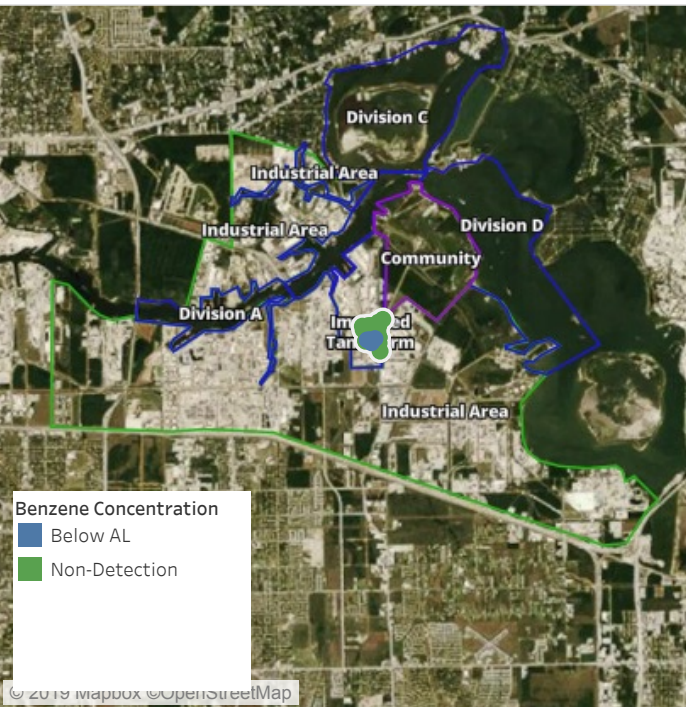 Division C
Industrial Area
Division D
Industrial Area
Community
Division A
Industrial Area
Benzene Concentration
Below AL
Non-Detection
© 2019 Mapbox ©OpenStreetMap